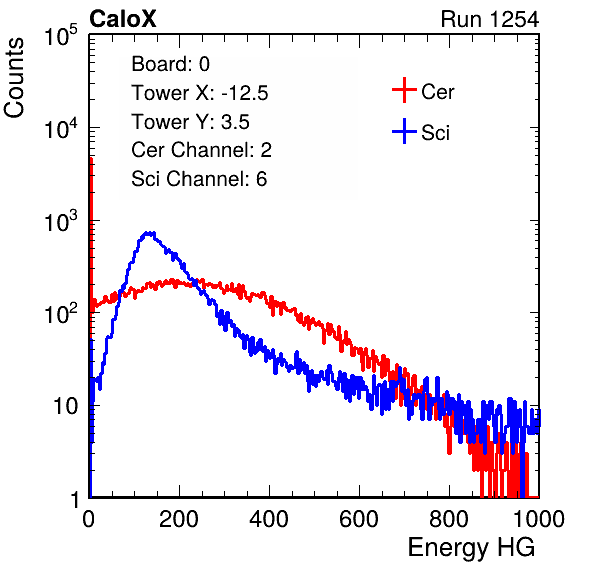 CaloX Run 1254
Counts
10^5
10^4
10^3
10^2
10
1
Board: 0
Tower X: -12.5
Tower Y: 3.5
Cer Channel: 2
Sci Channel: 6
Cer
Sci
0 200 400 600 800 1000
Energy HG